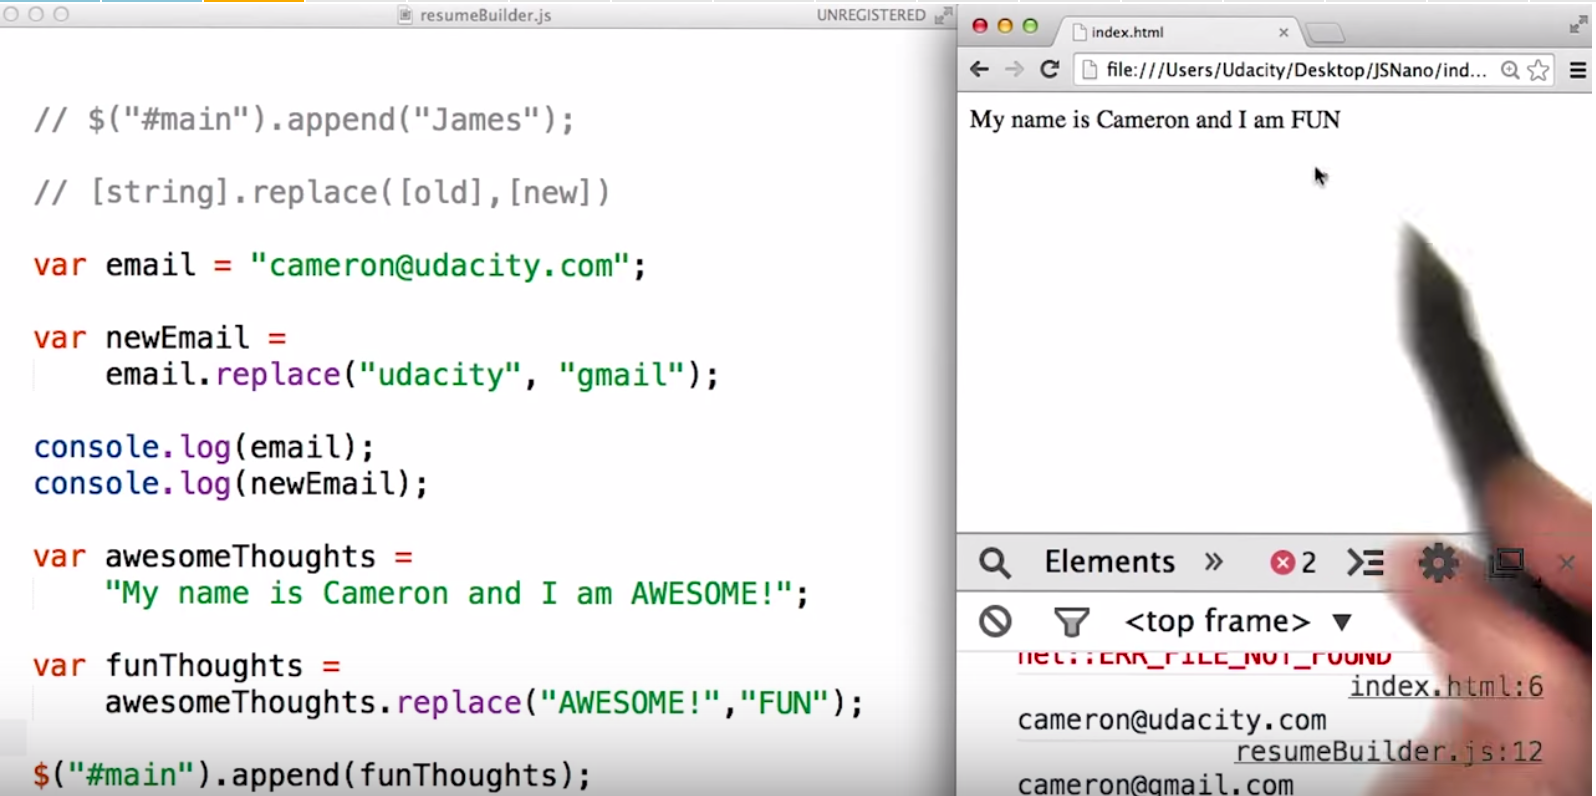 resumeBuilder.js
UNREGISTERED
// $("#main").append("James");
// [string].replace([old],[new])
var email = "cameron@udacity.com";
var newEmail =
email.replace("udacity", "gmail");
console.log(email);
console.log(newEmail);
var awesomeThoughts =
"My name is Cameron and I am AWESOME!";
var funThoughts =
awesomeThoughts.replace("AWESOME!","FUN");
$("#main").append(funThoughts);
index.html
file:///Users/Udacity/Desktop/JSNano/ind...
My name is Cameron and I am FUN
Elements » 2
<top frame> ▼
net::ERR_FILE_NOT_FOUND
index.html:6
cameron@udacity.com
resumeBuilder.js:12
cameron@gmail.com